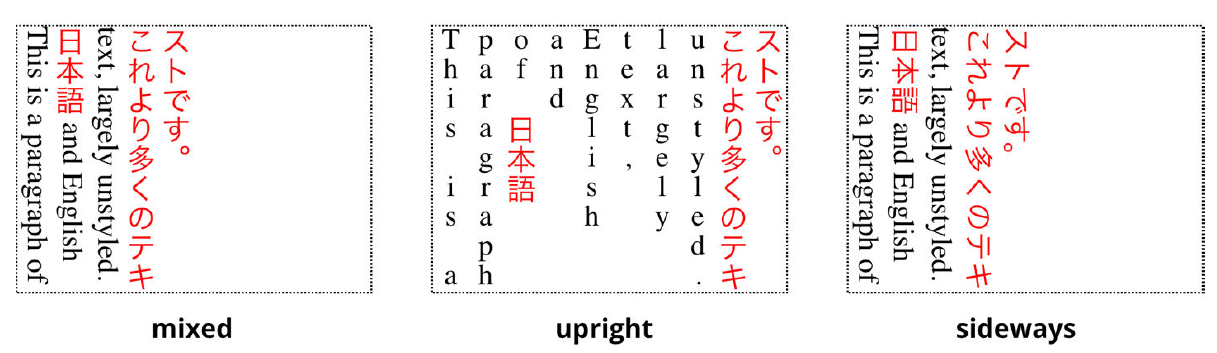 This is a paragraph of
日本語 and English
text, largely unstyled.
これより多くのテキ
ストです。
mixed
This is a
paragraph
of 日本語
and
English
text,
largely
unstyled.
これより多くのテキ
ストです。
upright
This is a paragraph of
日本語 and English
text, largely unstyled.
これより多くのテキ
ストです。
sideways